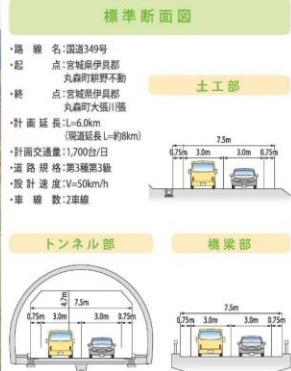 標準断面図
・路線名:国道349号
・起点:宮城県伊具郡
丸森町耕野不動
・終点:宮城県伊具郡
丸森町大張川張
・計画延長:L=6.0km
(現道延長 L=約8km)
・計画交通量:1,700台/日
・道路規格:第3種第3級
・設計速度:V=50km/h
・車線数:2車線
土工部
7.5m
0.75m 3.0m 3.0m 0.75m
トンネル部
4.7m
7.5m
0.75m 3.0m 3.0m 0.75m
橋梁部
7.5m
0.75m 3.0m 3.0m 0.75m